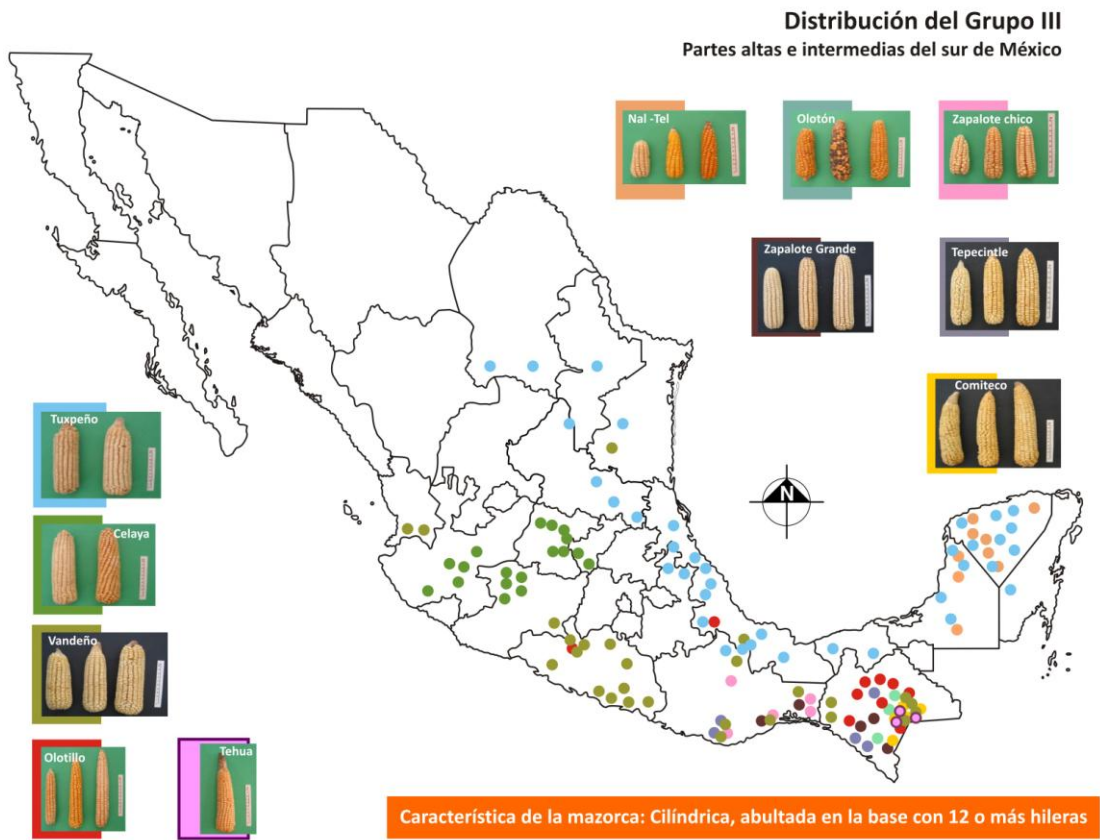 Distribución del Grupo III
Partes altas e intermedias del sur de México
Nal -Tel
Olotón
Zapalote chico
Zapalote Grande
Tepecintle
Comiteco
Tuxpeño
Celaya
Vandeño
Olotillo
Tehua
N
Característica de la mazorca: Cilíndrica, abultada en la base con 12 o más hileras